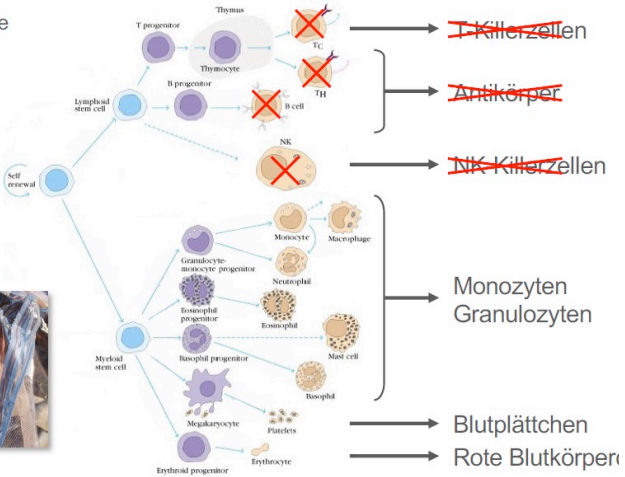 e
Thymus
T progenitor
Thymocyte
TC
TH
T-Killerzellen
B progenitor
B cell
Antikörper
Lymphoid
stem cell
NK
NK-Killerzellen
Self
renewal
Monocyte
Macrophage
Granulocyte-
monocyte progenitor
Neutrophil
Eosinophil
progenitor
Eosinophil
Monozyten
Granulozyten
Myeloid
stem cell
Basophil progenitor
Mast cell
Basophil
Megakaryocyte
Platelets
Blutplättchen
Erythroid progenitor
Erythrocyte
Rote Blutkörperc